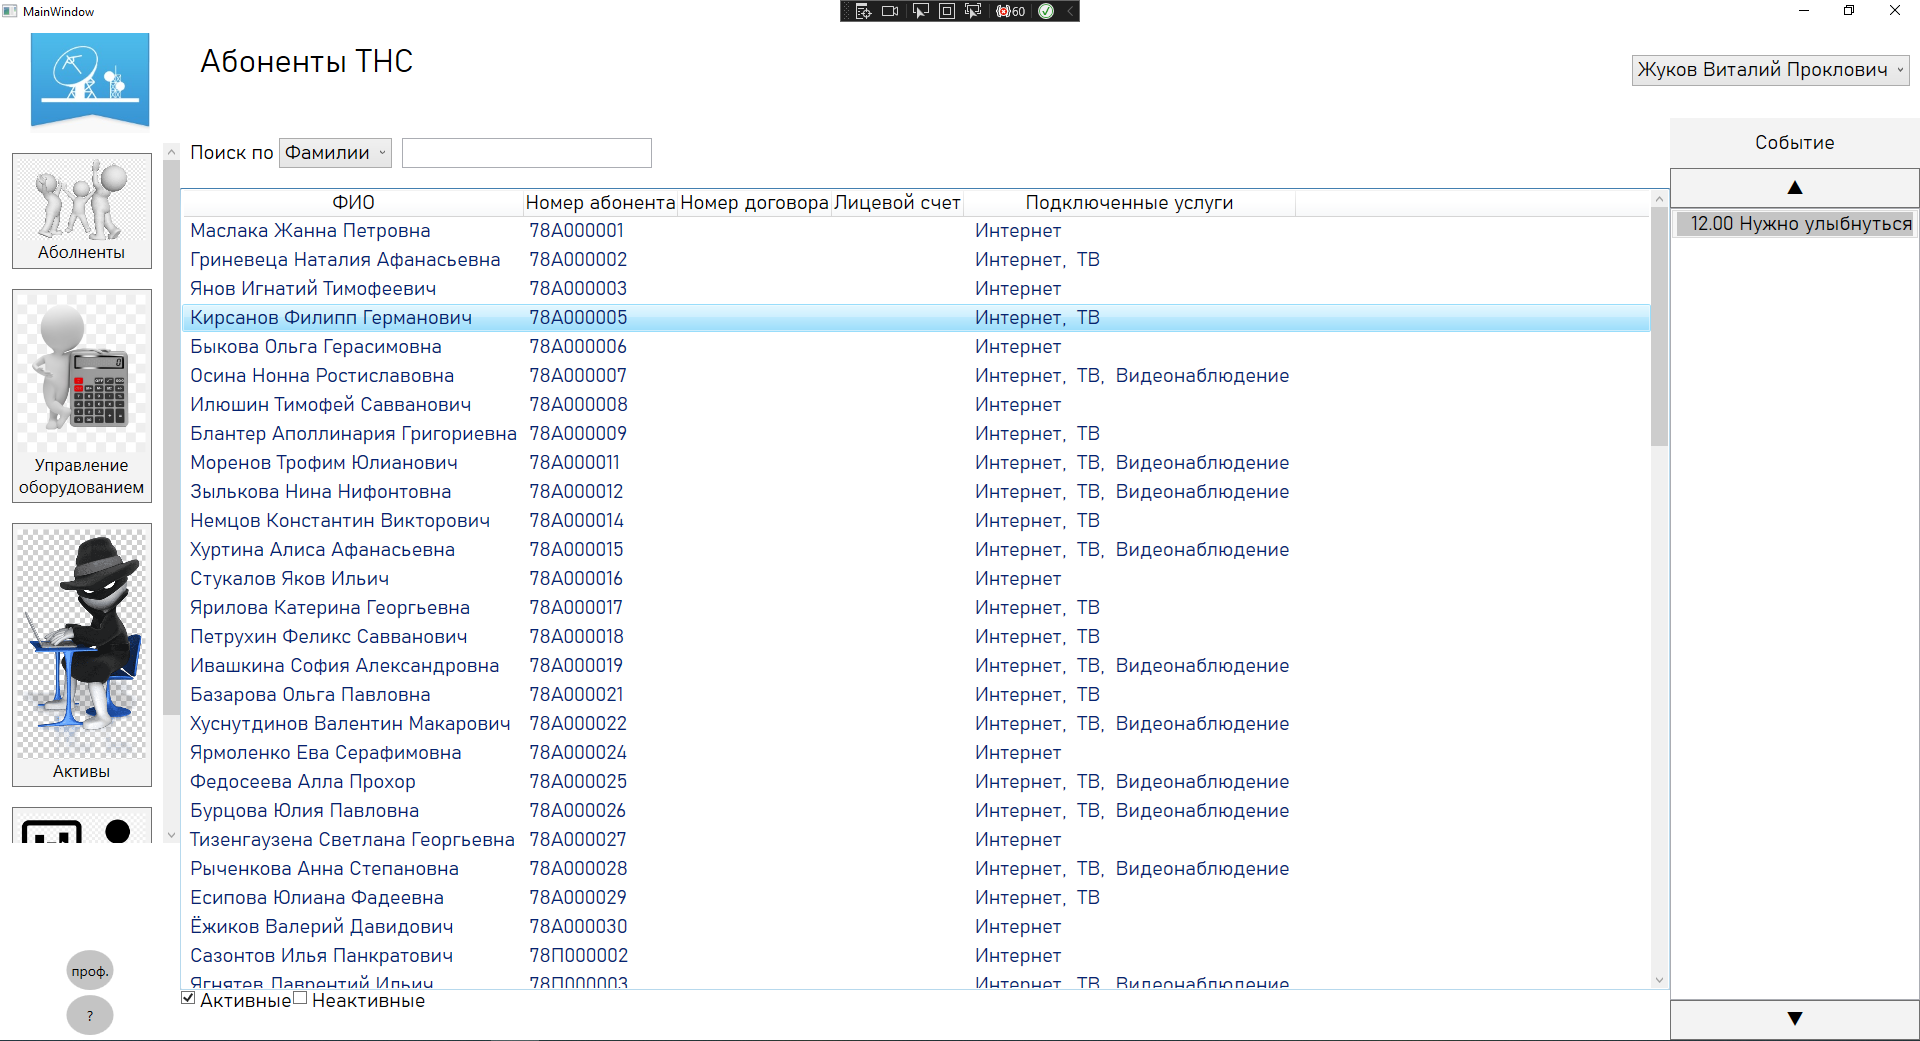 MainWindow
60
Абоненты ТНС
Жуков Виталий Проклович
Поиск по Фамилии
Событие
12.00 Нужно улыбнуться
Аболненты
Управление
оборудованием
Активы
проф.
?
ФИО Номер абонента Номер договора Лицевой счет Подключенные услуги
Маслака Жанна Петровна 78А000001 Интернет
Гриневеца Наталия Афанасьевна 78А000002 Интернет, ТВ
Янов Игнатий Тимофеевич 78А000003 Интернет
Кирсанов Филипп Германович 78А000005 Интернет, ТВ
Быкова Ольга Герасимовна 78А000006 Интернет
Осина Нонна Ростиславовна 78А000007 Интернет, ТВ, Видеонаблюдение
Илюшин Тимофей Савванович 78А000008 Интернет
Блантер Аполлинария Григориевна 78А000009 Интернет, ТВ
Моренов Трофим Юлианович 78А000011 Интернет, ТВ, Видеонаблюдение
Зылькова Нина Нифонтовна 78А000012 Интернет, ТВ, Видеонаблюдение
Немцов Константин Викторович 78А000014 Интернет, ТВ
Хуртина Алиса Афанасьевна 78А000015 Интернет, ТВ, Видеонаблюдение
Стукалов Яков Ильич 78А000016 Интернет
Ярилова Катерина Георгьевна 78А000017 Интернет, ТВ
Петрухин Феликс Савванович 78А000018 Интернет, ТВ
Ивашкина София Александровна 78А000019 Интернет, ТВ, Видеонаблюдение
Базарова Ольга Павловна 78А000021 Интернет, ТВ
Хуснутдинов Валентин Макарович 78А000022 Интернет, ТВ, Видеонаблюдение
Ярмоленко Ева Серафимовна 78А000024 Интернет
Федосеева Алла Прохор 78А000025 Интернет, ТВ, Видеонаблюдение
Бурцова Юлия Павловна 78А000026 Интернет, ТВ, Видеонаблюдение
Тизенгаузена Светлана Георгьевна 78А000027 Интернет
Рыченкова Анна Степановна 78А000028 Интернет, ТВ, Видеонаблюдение
Есипова Юлиана Фадеевна 78А000029 Интернет, ТВ
Ёжиков Валерий Давидович 78А000030 Интернет
Сазонтов Илья Панкратович 78П000002 Интернет
Ягнятев Лаврентий Ильич 78П000003 Интернет, ТВ, Видеонаблюдение
Активные Неактивные